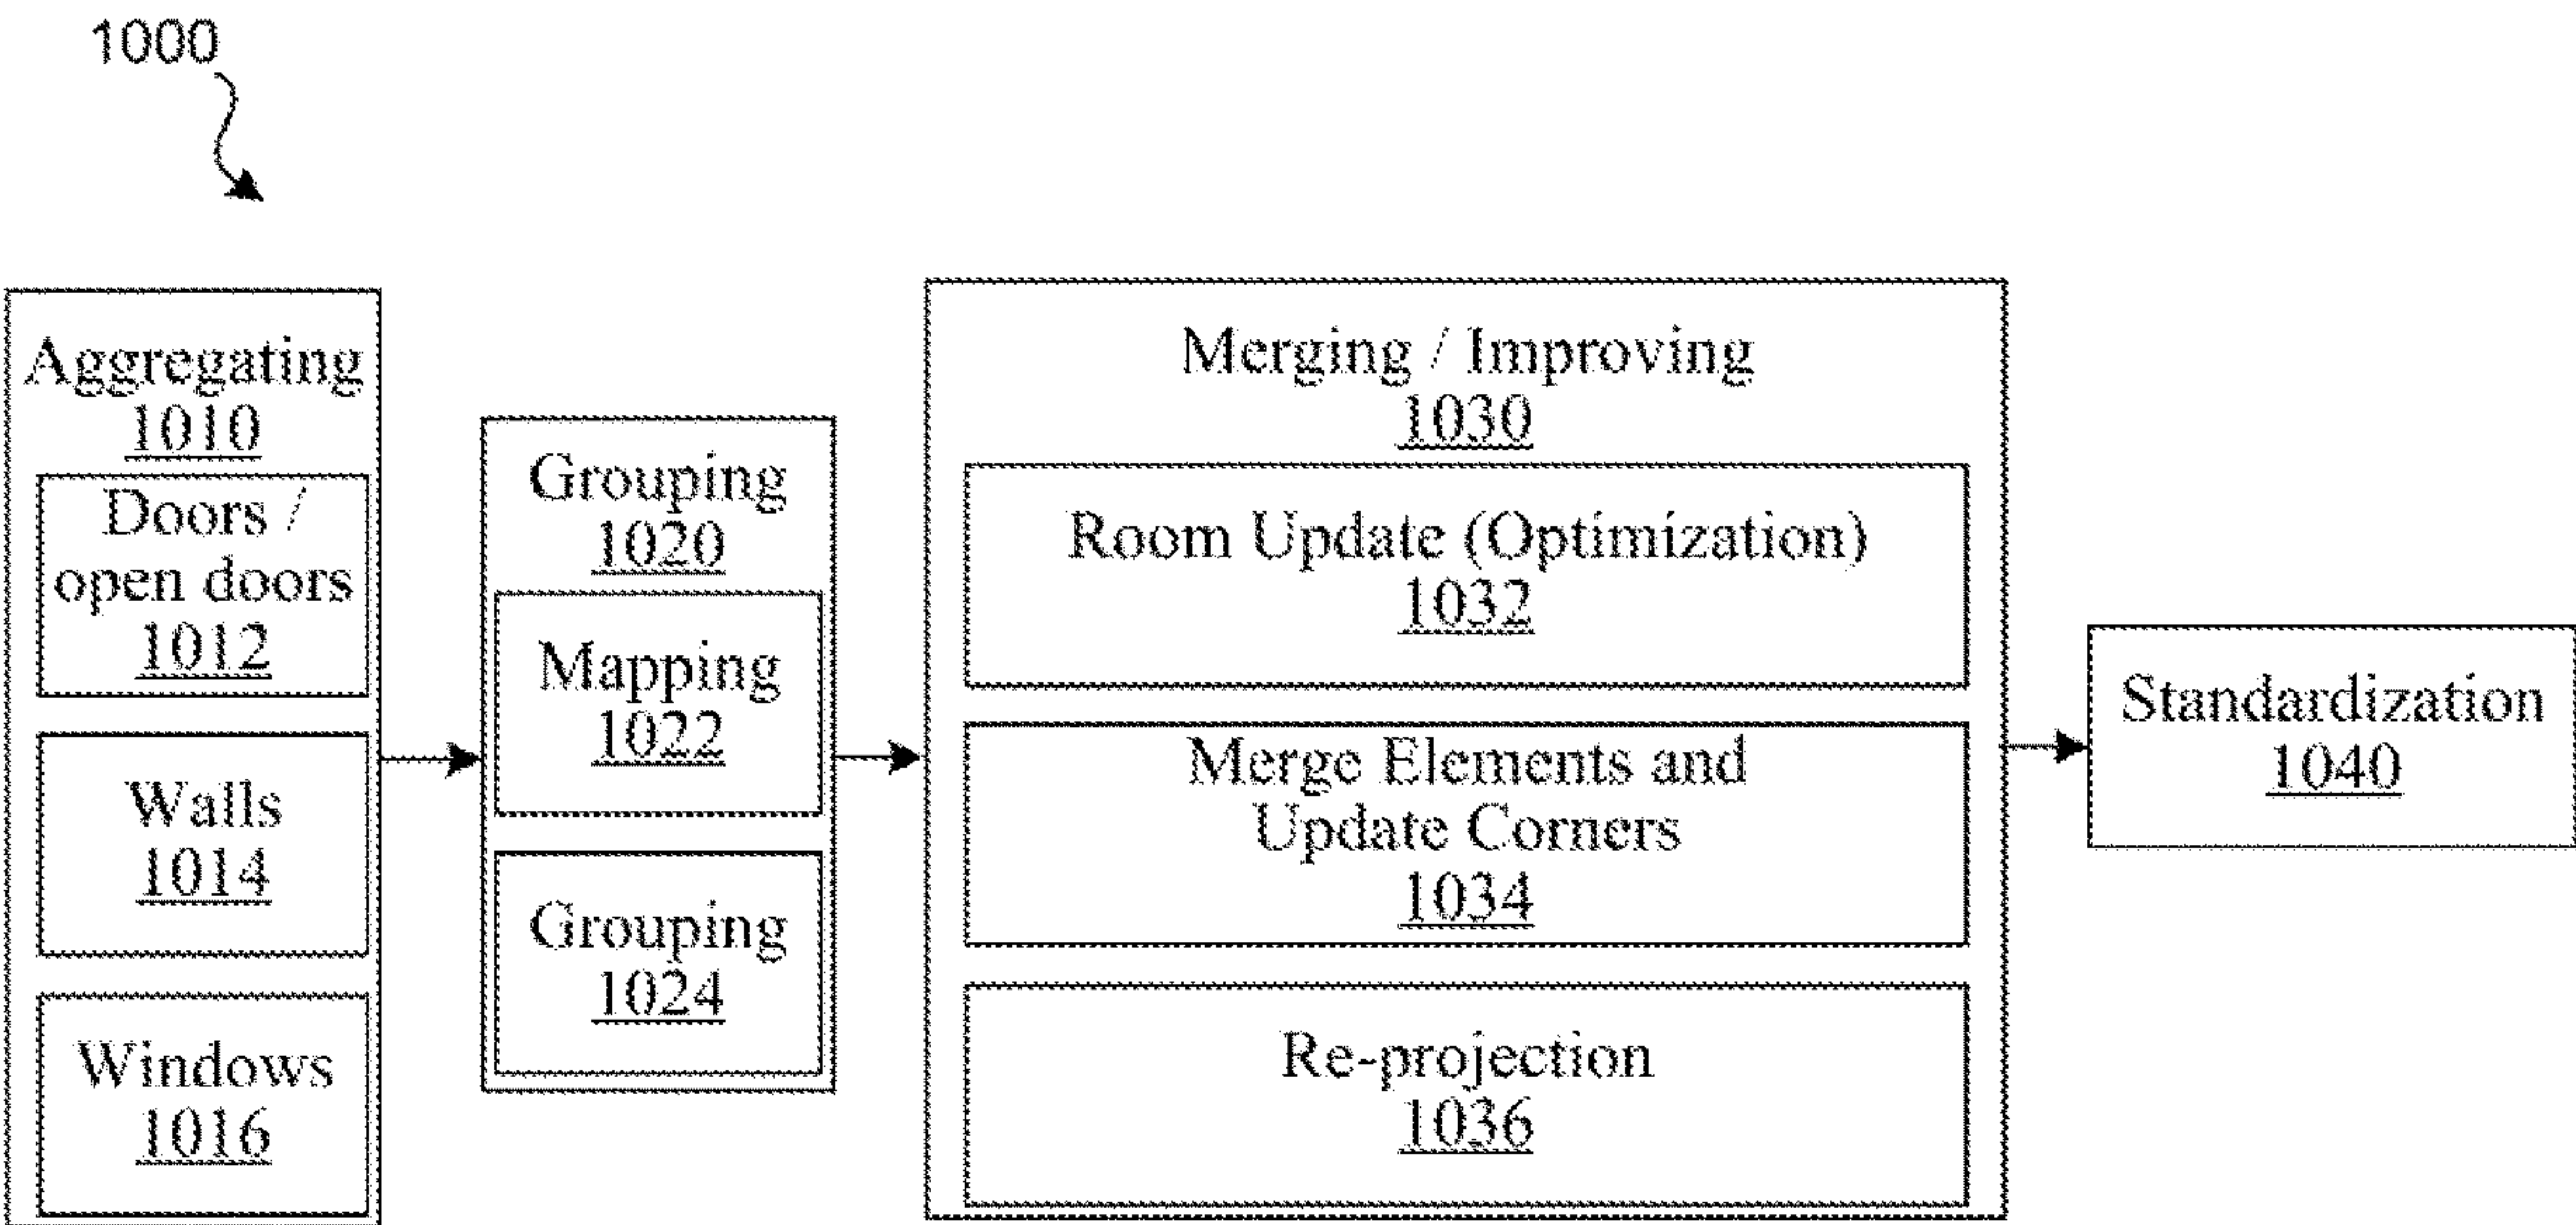 1000
Aggregating
1010
Doors /
open doors
1012
Walls
1014
Windows
1016
Grouping
1020
Mapping
1022
Grouping
1024
Merging / Improving
1030
Room Update (Optimization)
1032
Merge Elements and
Update Corners
1034
Re-projection
1036
Standardization
1040